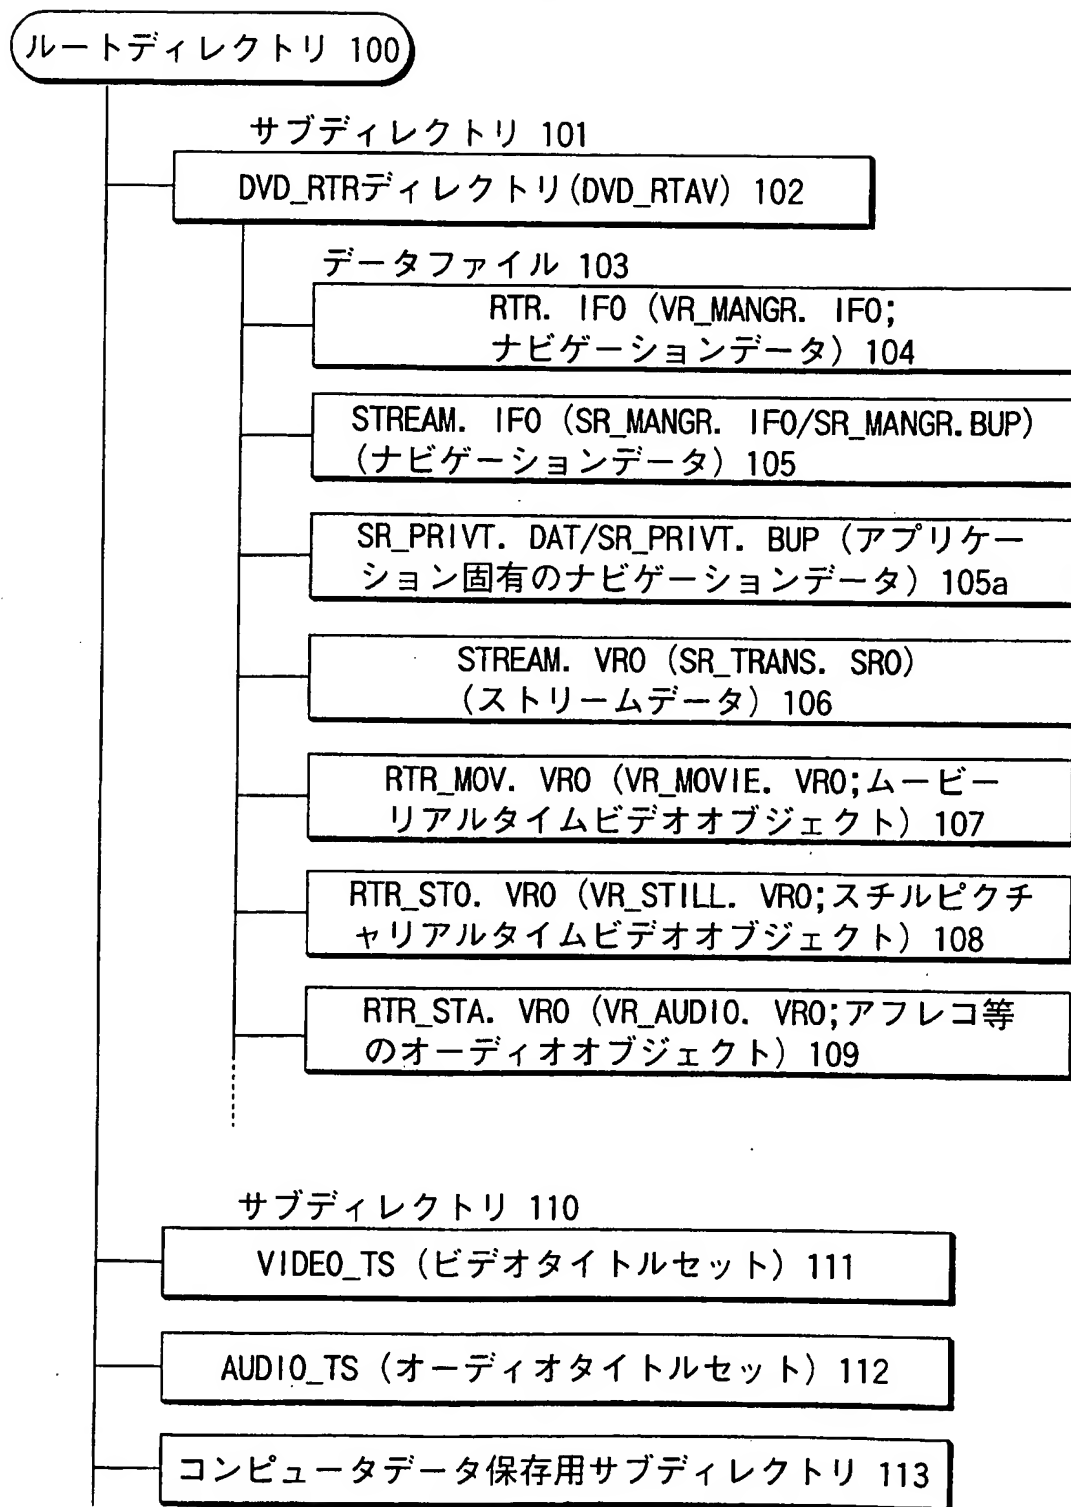 ルートディレクトリ 100
サブディレクトリ 101
DVD_RTRディレクトリ(DVD_RTAV) 102
データファイル 103
RTR. IFO (VR_MANGR. IFO;
ナビゲーションデータ) 104
STREAM. IFO (SR_MANGR. IFO/SR_MANGR.BUP)
(ナビゲーションデータ) 105
SR_PRIVT. DAT/SR_PRIVT. BUP (アプリケー
ション固有のナビゲーションデータ) 105a
STREAM. VRO (SR_TRANS. SRO)
(ストリームデータ) 106
RTR_MOV. VRO (VR_MOVIE. VRO;ムービー
リアルタイムビデオオブジェクト) 107
RTR_STO. VRO (VR_STILL. VRO;スチルピクチ
ャリアルタイムビデオオブジェクト) 108
RTR_STA. VRO (VR_AUDIO. VRO;アフレコ等
のオーディオオブジェクト) 109
サブディレクトリ 110
VIDEO_TS (ビデオタイトルセット) 111
AUDIO_TS (オーディオタイトルセット) 112
コンピュータデータ保存用サブディレクトリ 113